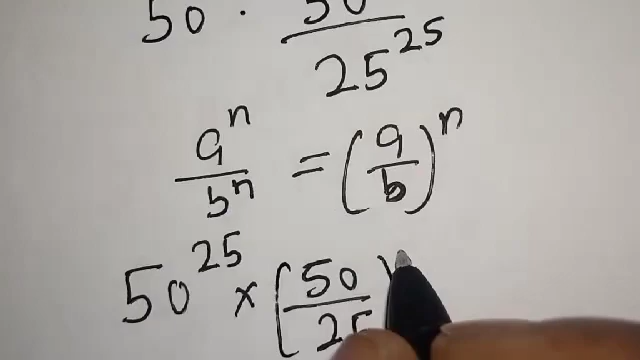 50 · 50 / 25^25
a^n / b^n = (a/b)^n
50^25 × (50/25)